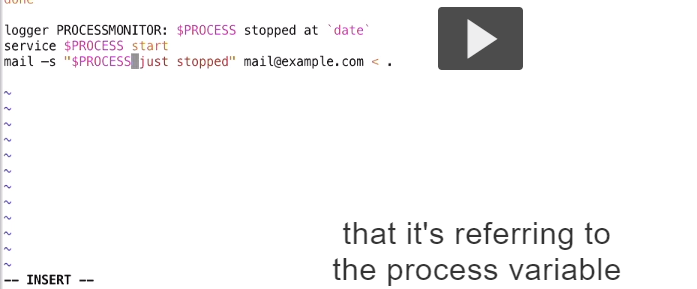 done
logger PROCESSMONITOR: $PROCESS stopped at `date`
service $PROCESS start
mail —s "$PROCESS just stopped" mail@example.com < .
~
~
~
~
~
~
~
~
~
~
~
~
-- INSERT --
that it's referring to
the process variable